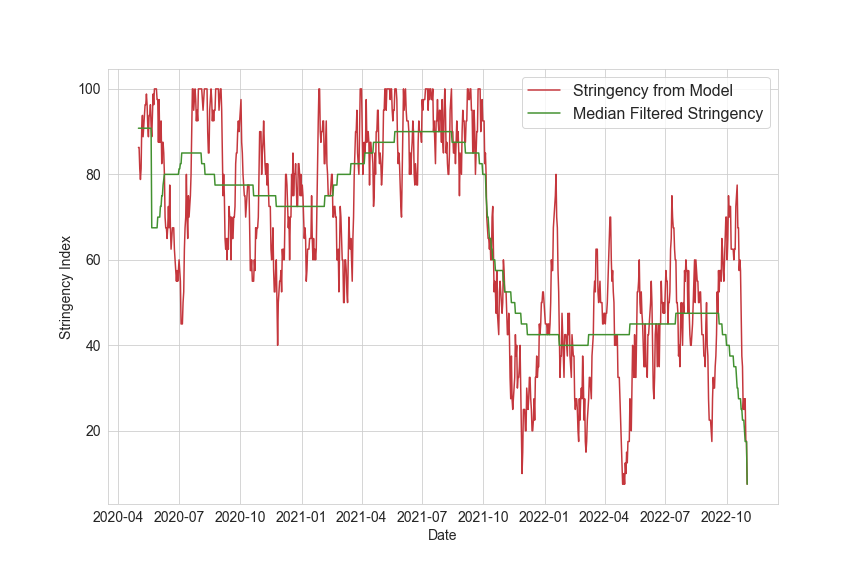 Stringency from Model
Median Filtered Stringency
100
80
60
40
20
Stringency Index
2020-04 2020-07 2020-10 2021-01 2021-04 2021-07 2021-10 2022-01 2022-04 2022-07 2022-10
Date